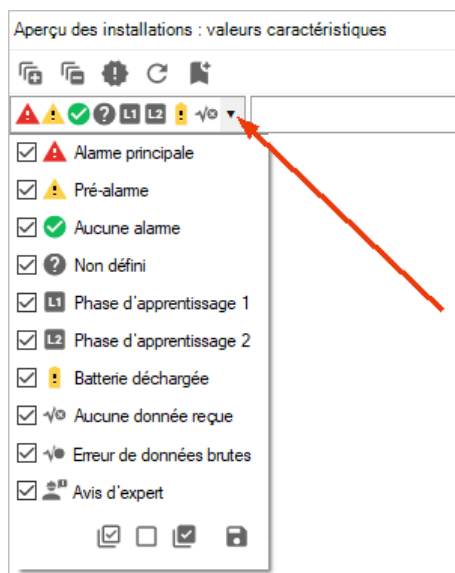 Aperçu des installations : valeurs caractéristiques
L1 L2
Alarme principale
Pré-alarme
Aucune alarme
Non défini
L1 Phase d'apprentissage 1
L2 Phase d'apprentissage 2
Batterie déchargée
Aucune donnée reçue
Erreur de données brutes
Avis d'expert